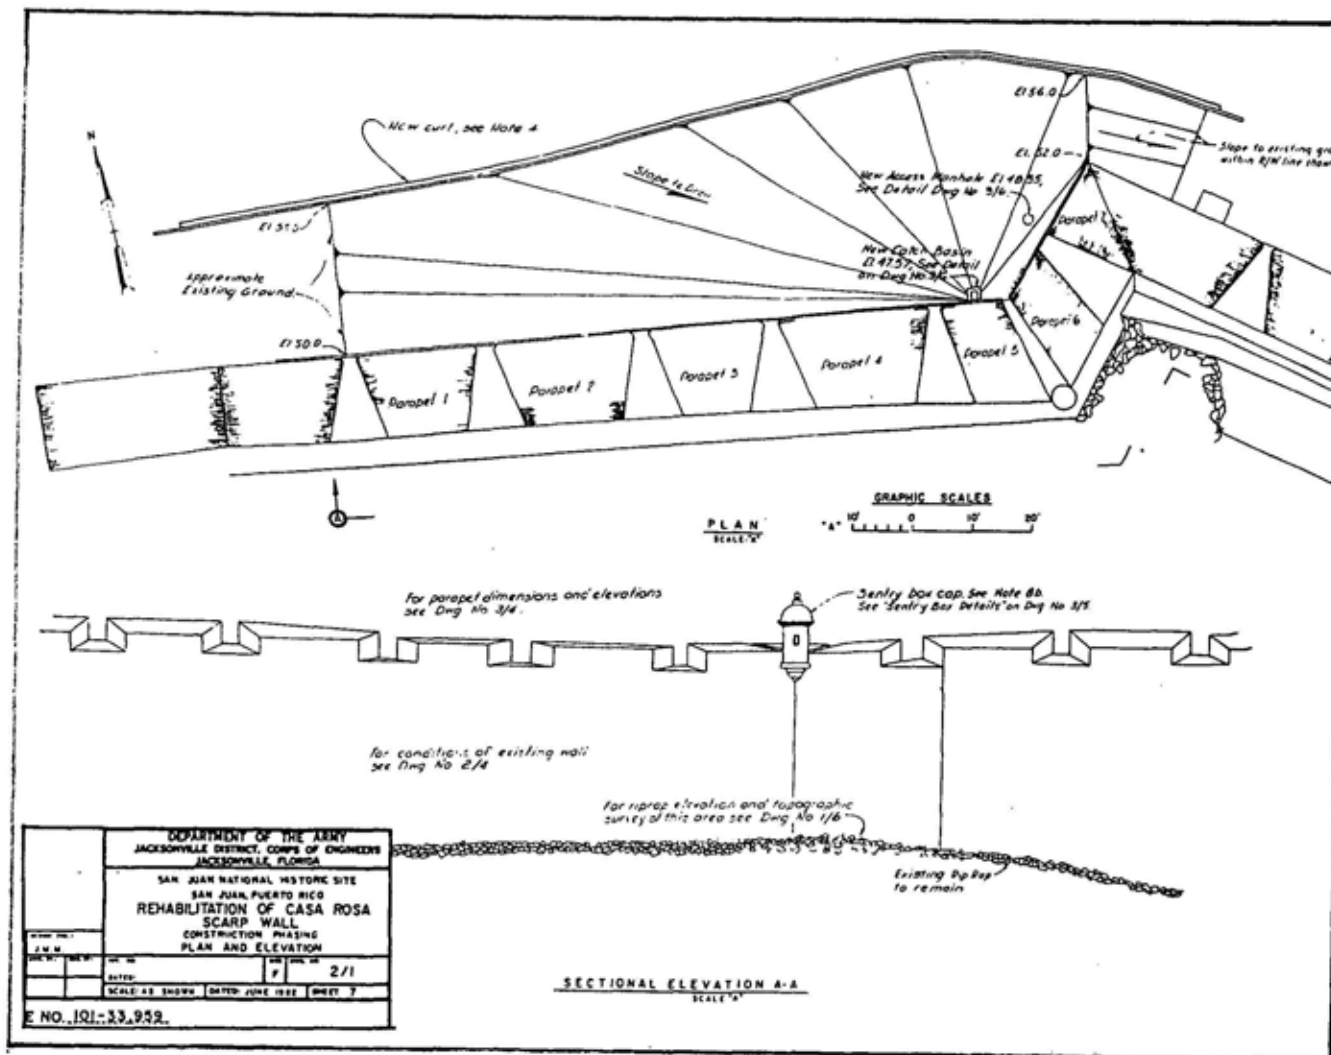 N
New curb, see Note 4
El 56.0
El. 52.0
Slope to existing
within R/W line
Slope to Drain
New Access Manhole El 48.55,
See Detail Dwg No 3/6.
El 51.5
Approximate
Existing Ground
New Catch Basin
El. 47.57, See Detail
on Dwg No. 3/6
El 50.0
Parapet 1
Parapet 2
Parapet 3
Parapet 4
Parapet 5
Parapet 6
Parapet 7
A
PLAN
SCALE "A"
GRAPHIC SCALES
"A" 10' 0 10' 20'
For parapet dimensions and elevations
see Dwg No 3/4.
Sentry box cap. See Note 8b.
See "Sentry Box Details" on Dwg No 3/5.
For conditions of existing wall
see Dwg No 2/4
For riprap elevation and topographic
survey of this area see Dwg No 1/6
Existing Rip Rap
to remain
SECTIONAL ELEVATION A-A
SCALE "A"
DEPARTMENT OF THE ARMY
JACKSONVILLE DISTRICT, CORPS OF ENGINEERS
JACKSONVILLE, FLORIDA
SAN JUAN NATIONAL HISTORIC SITE
SAN JUAN, PUERTO RICO
REHABILITATION OF CASA ROSA
SCARP WALL
CONSTRUCTION PHASING
PLAN AND ELEVATION
J.M.M.
DATED:
F
2/1
SCALE: AS SHOWN DATED: JUNE SHEET 7
E NO. 101-33,959